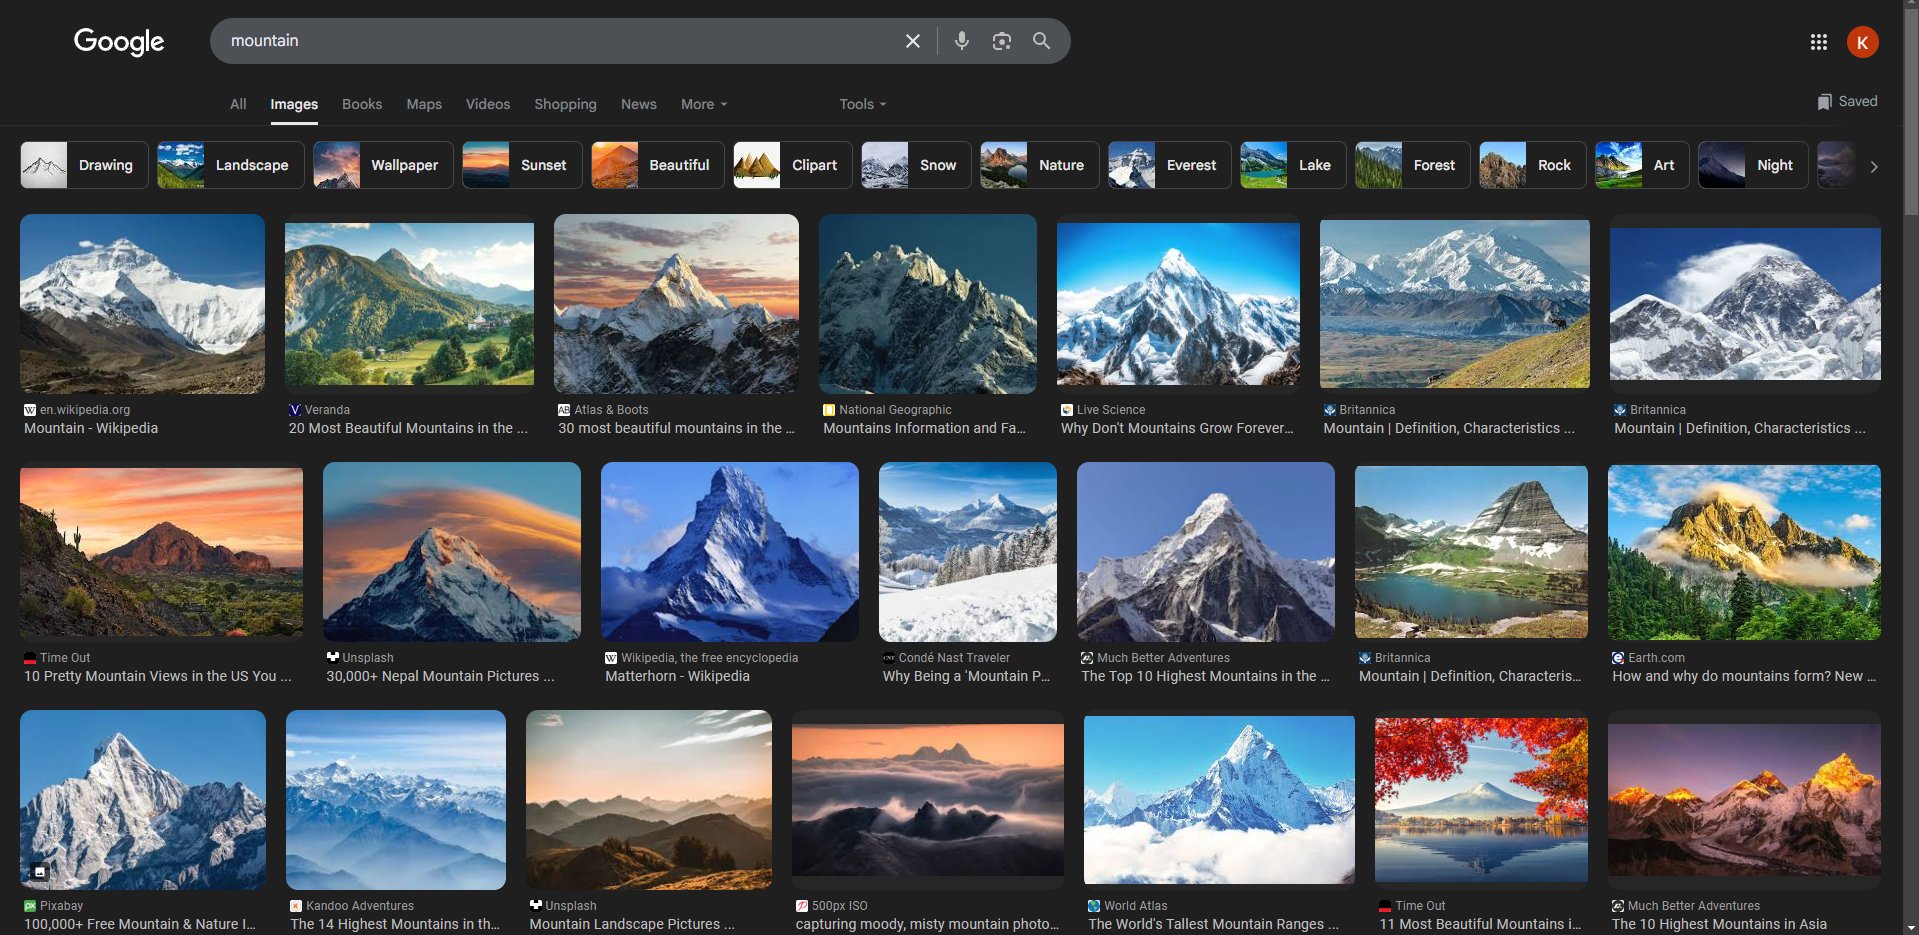 Google
mountain
K
All Images Books Maps Videos Shopping News More Tools Saved
Drawing Landscape Wallpaper Sunset Beautiful Clipart Snow Nature Everest Lake Forest Rock Art Night
W en.wikipedia.org
Mountain - Wikipedia
V Veranda
20 Most Beautiful Mountains in the ...
AB Atlas & Boots
30 most beautiful mountains in the ...
National Geographic
Mountains Information and Fa...
Live Science
Why Don't Mountains Grow Forever...
Britannica
Mountain | Definition, Characteristics ...
Britannica
Mountain | Definition, Characteristics ...
Time Out
10 Pretty Mountain Views in the US You ...
Unsplash
30,000+ Nepal Mountain Pictures ...
W Wikipedia, the free encyclopedia
Matterhorn - Wikipedia
CNT Condé Nast Traveler
Why Being a 'Mountain P...
Much Better Adventures
The Top 10 Highest Mountains in the ...
Britannica
Mountain | Definition, Characteris...
Earth.com
How and why do mountains form? New ...
px Pixabay
100,000+ Free Mountain & Nature I...
K Kandoo Adventures
The 14 Highest Mountains in th...
Unsplash
Mountain Landscape Pictures ...
500px ISO
capturing moody, misty mountain photo...
World Atlas
The World's Tallest Mountain Ranges ...
Time Out
11 Most Beautiful Mountains i...
Much Better Adventures
The 10 Highest Mountains in Asia